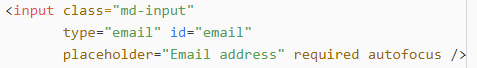 <input class="md-input"
type="email" id="email"
placeholder="Email address" required autofocus />